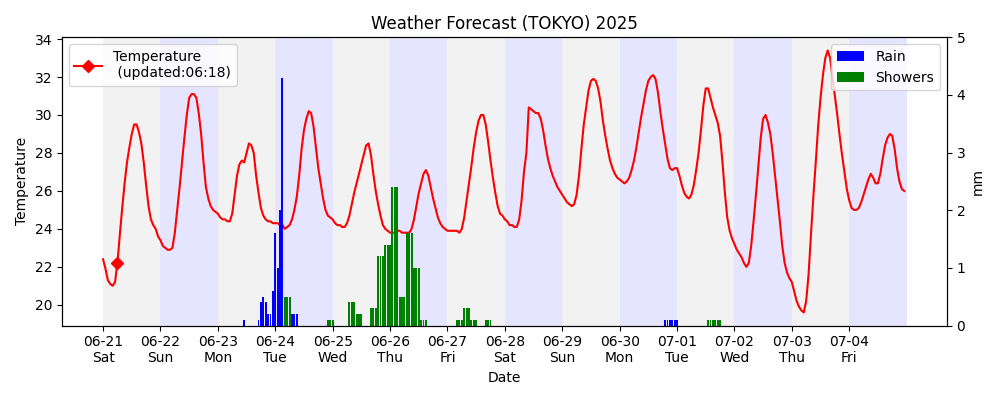 Weather Forecast (TOKYO) 2025
Temperature
(updated:06:18)
Rain
Showers
Temperature
34
32
30
28
26
24
22
20
5
4
3
2
1
0
mm
06-21 06-22 06-23 06-24 06-25 06-26 06-27 06-28 06-29 06-30 07-01 07-02 07-03 07-04
Sat Sun Mon Tue Wed Thu Fri Sat Sun Mon Tue Wed Thu Fri
Date